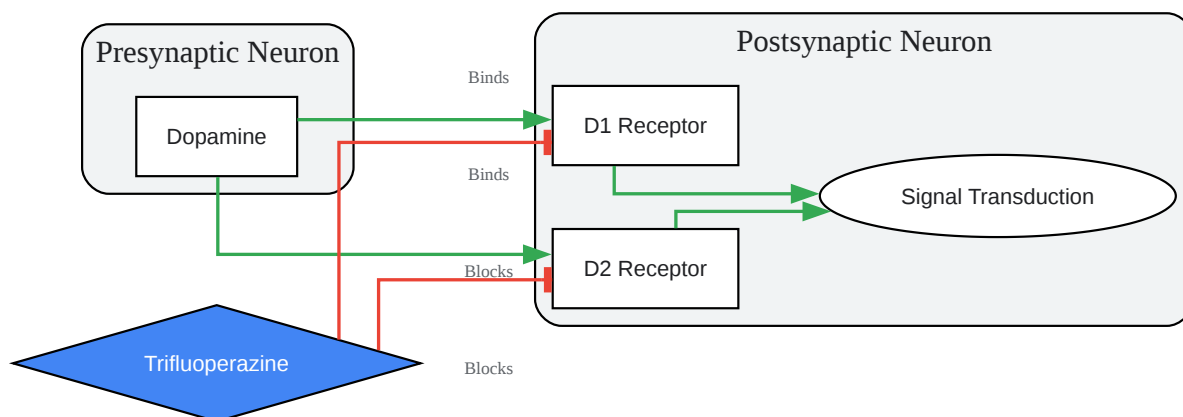 Presynaptic Neuron
Postsynaptic Neuron
Binds
Dopamine
D1 Receptor
Binds
Signal Transduction
D2 Receptor
Blocks
Trifluoperazine
Blocks